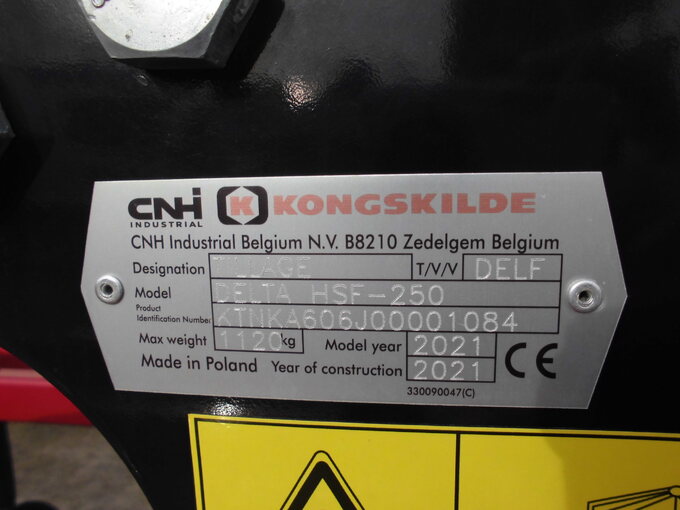 CNH INDUSTRIAL K KONGSKILDE
CNH Industrial Belgium N.V. B8210 Zedelgem Belgium
Designation TILLAGE T/V/V DELF
Model DELTA HSF-250
Product Identification Number KTNKA606J00001084
Max weight 1120 kg Model year 2021
Made in Poland Year of construction 2021 CE
330090047(C)